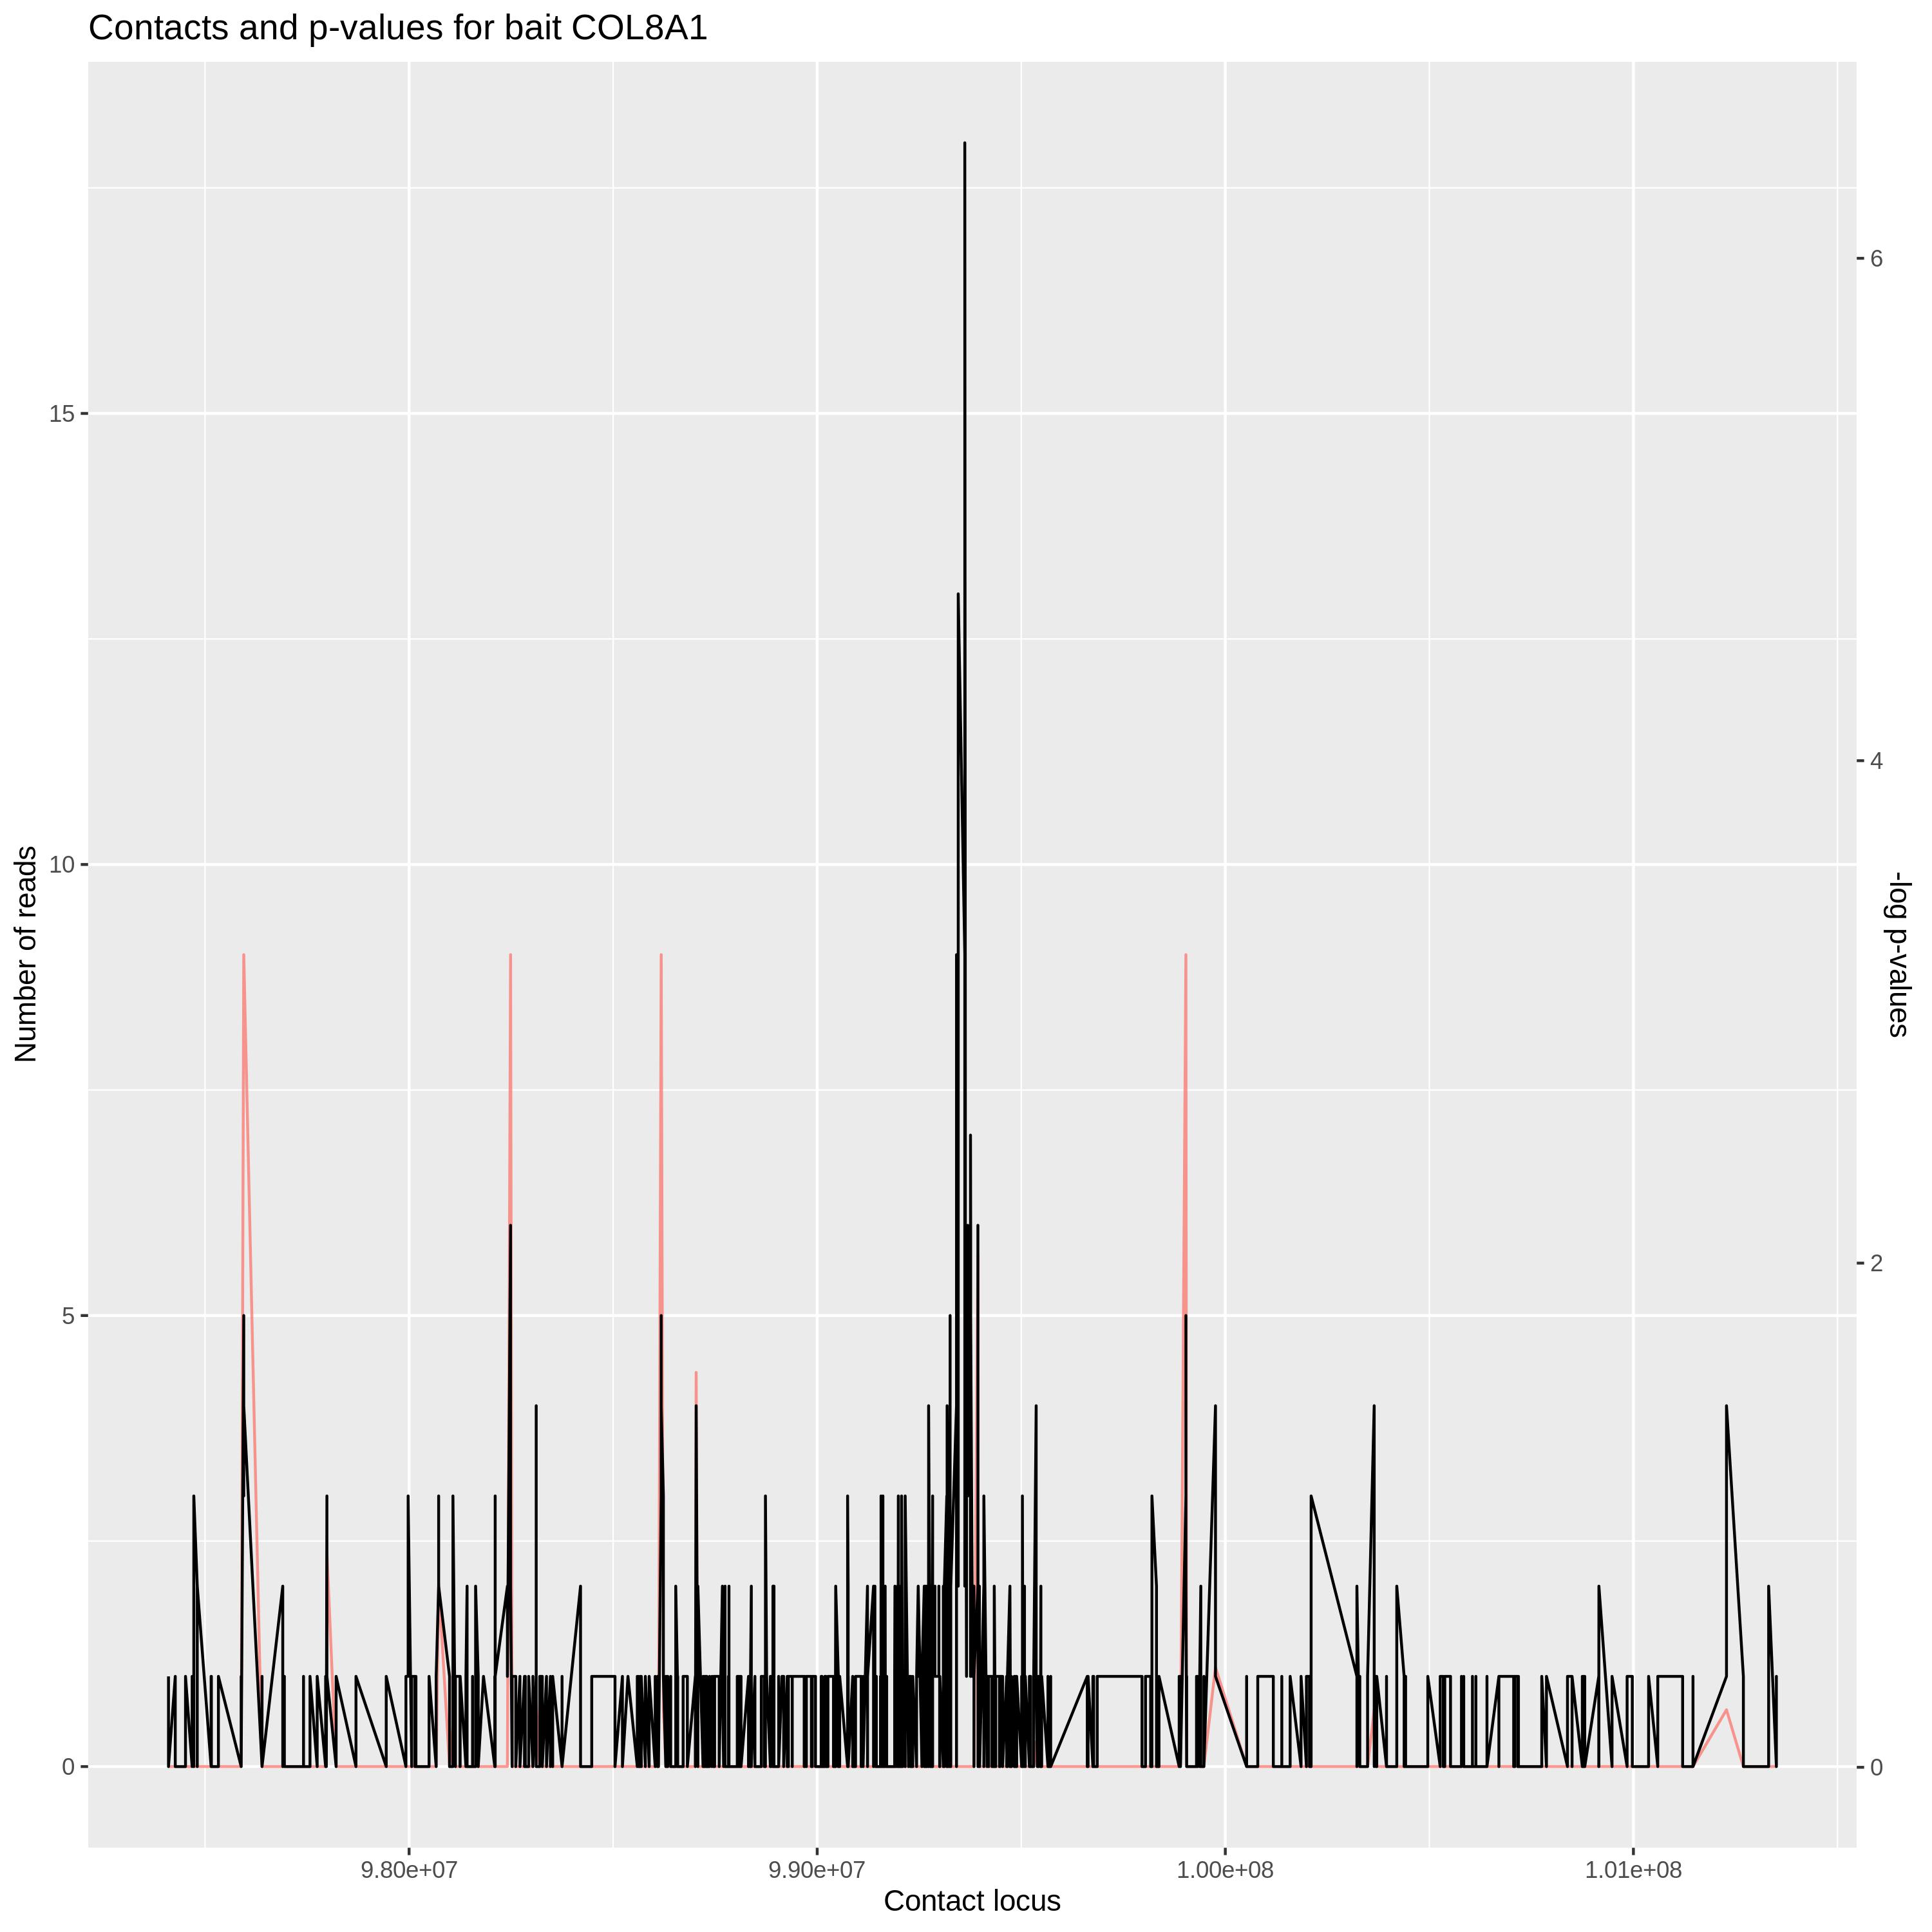 Contacts and p-values for bait COL8A1
15
10
5
0
6
4
2
0
Number of reads
-log p-values
9.80e+07 9.90e+07 1.00e+08 1.01e+08
Contact locus